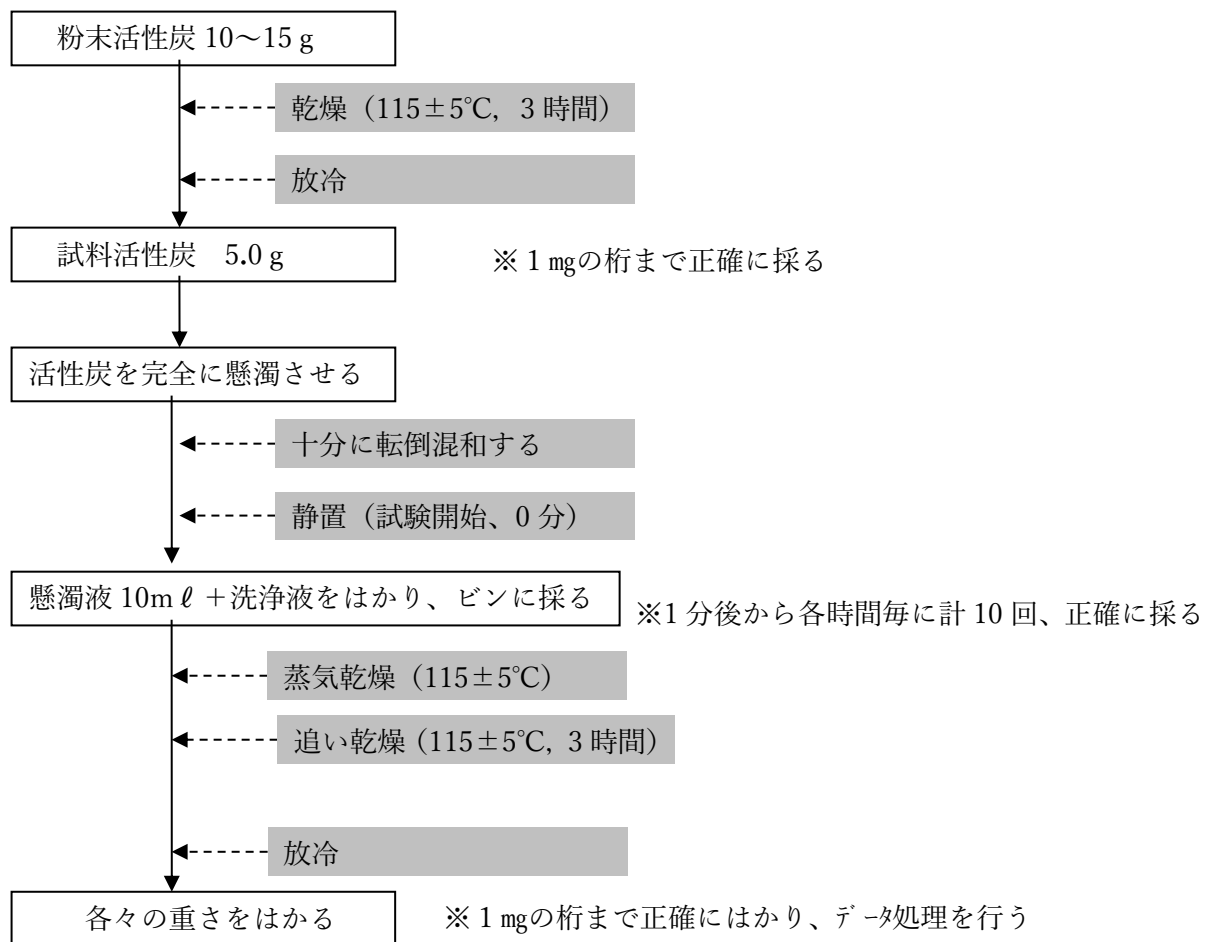 粉末活性炭 10～15 g
乾燥（115±5℃, 3 時間）
放冷
試料活性炭　5.0 g
※ 1 ㎎の桁まで正確に採る
活性炭を完全に懸濁させる
十分に転倒混和する
静置（試験開始、0 分）
懸濁液 10mℓ＋洗浄液をはかり、ビンに採る
※1 分後から各時間毎に計 10 回、正確に採る
蒸気乾燥（115±5℃）
追い乾燥（115±5℃, 3 時間）
放冷
各々の重さをはかる
※ 1 ㎎の桁まで正確にはかり、ﾃﾞｰﾀ処理を行う